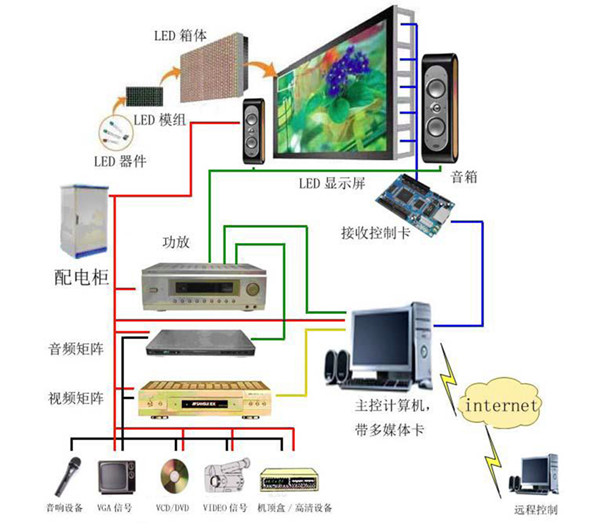 LED 箱体
LED 模组
LED 器件
LED 显示屏
音箱
接收控制卡
配电柜
功放
音频矩阵
视频矩阵
主控计算机，
带多媒体卡
internet
音响设备
VGA 信号
VCD/DVD
VIDEO 信号
机顶盒 / 高清设备
远程控制